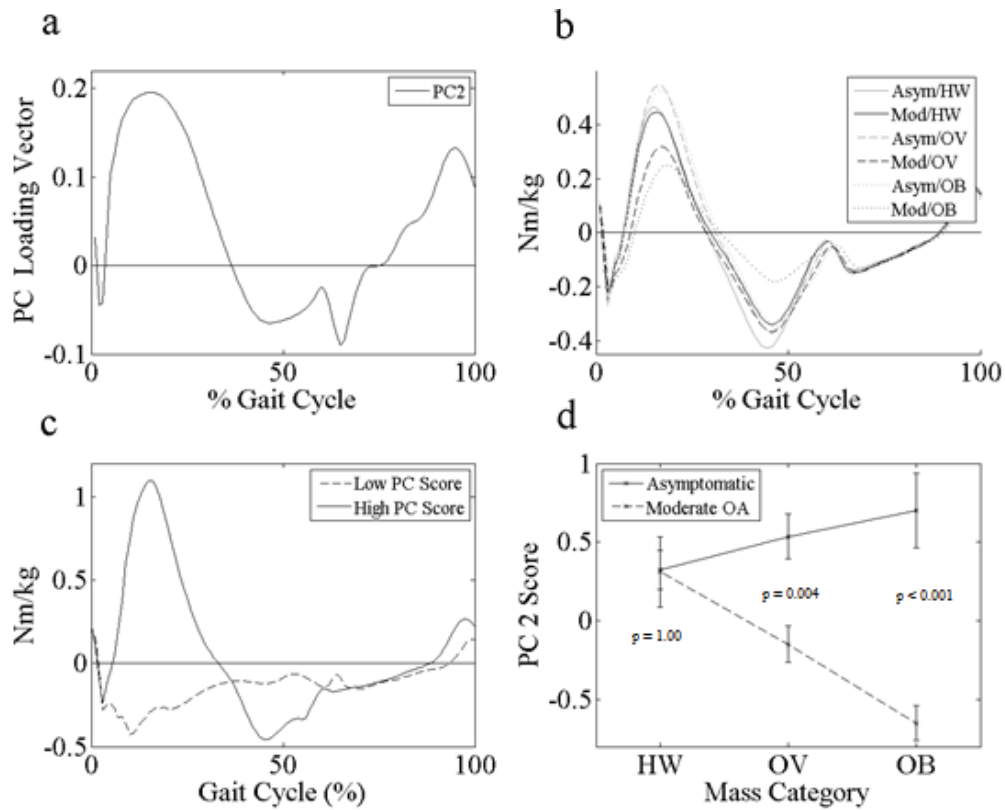 a
0.2
0.1
0
-0.1
PC Loading Vector
PC2
0
50
100
% Gait Cycle
b
0.4
0.2
0
-0.2
-0.4
Nm/kg
Asym/HW
Mod/HW
Asym/OV
Mod/OV
Asym/OB
Mod/OB
0
50
100
% Gait Cycle
c
1
0.5
0
-0.5
Nm/kg
Low PC Score
High PC Score
0
50
100
Gait Cycle (%)
d
1
0.5
0
-0.5
PC 2 Score
Asymptomatic
Moderate OA
p = 1.00
p = 0.004
p < 0.001
HW
OV
OB
Mass Category